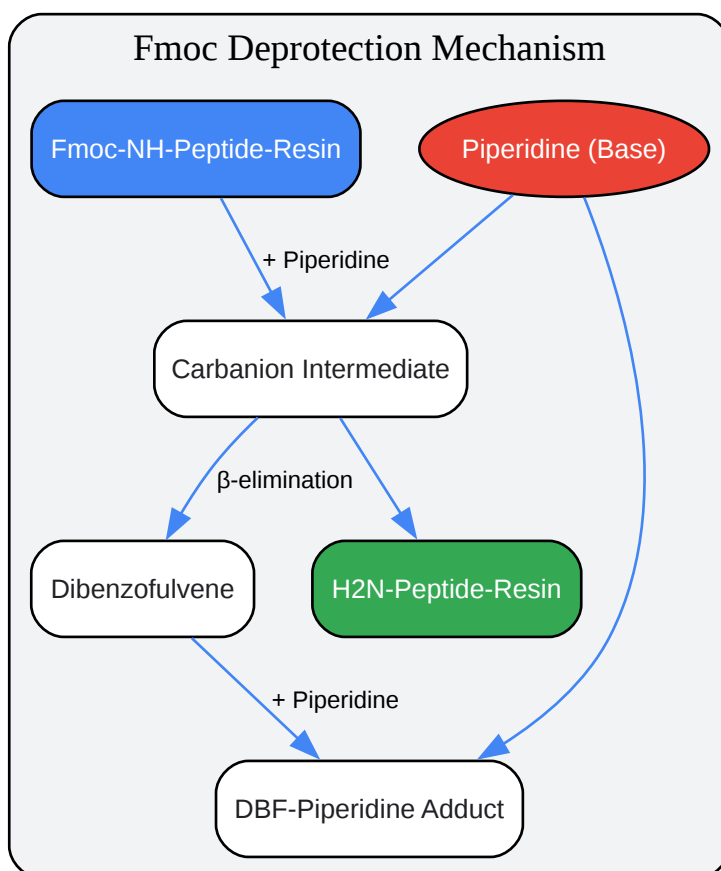 Fmoc Deprotection Mechanism
Fmoc-NH-Peptide-Resin
Piperidine (Base)
+ Piperidine
Carbanion Intermediate
β-elimination
Dibenzofulvene
H2N-Peptide-Resin
+ Piperidine
DBF-Piperidine Adduct